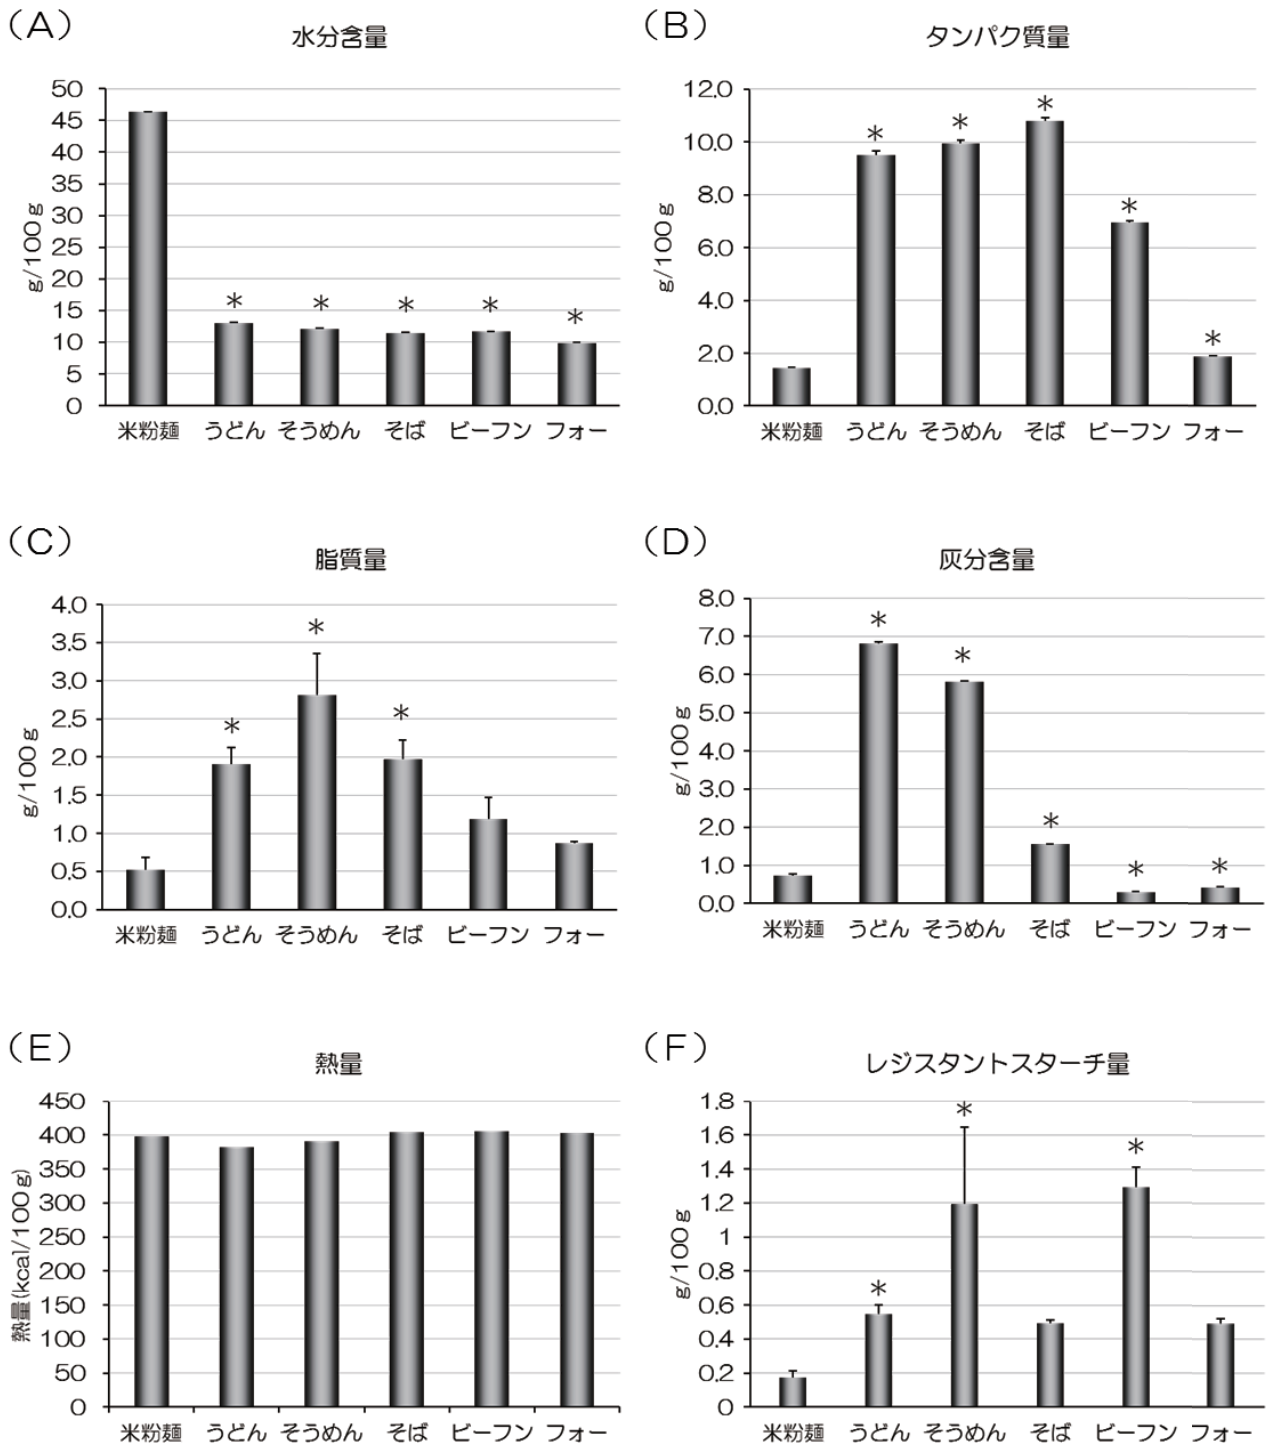 （A）
水分含量
50
45
40
35
30
25
20
15
10
5
0
g/100g
* * * * *
米粉麺 うどん そうめん そば ビーフン フォー
（B）
タンパク質量
12.0
10.0
8.0
6.0
4.0
2.0
0.0
g/100g
* * * * *
米粉麺 うどん そうめん そば ビーフン フォー
（C）
脂質量
4.0
3.5
3.0
2.5
2.0
1.5
1.0
0.5
0.0
g/100g
* * *
米粉麺 うどん そうめん そば ビーフン フォー
（D）
灰分含量
8.0
7.0
6.0
5.0
4.0
3.0
2.0
1.0
0.0
g/100g
* * * * *
米粉麺 うどん そうめん そば ビーフン フォー
（E）
熱量
450
400
350
300
250
200
150
100
50
0
熱量(kcal/100g)
米粉麺 うどん そうめん そば ビーフン フォー
（F）
レジスタントスターチ量
1.8
1.6
1.4
1.2
1
0.8
0.6
0.4
0.2
0
g/100g
* * *
米粉麺 うどん そうめん そば ビーフン フォー